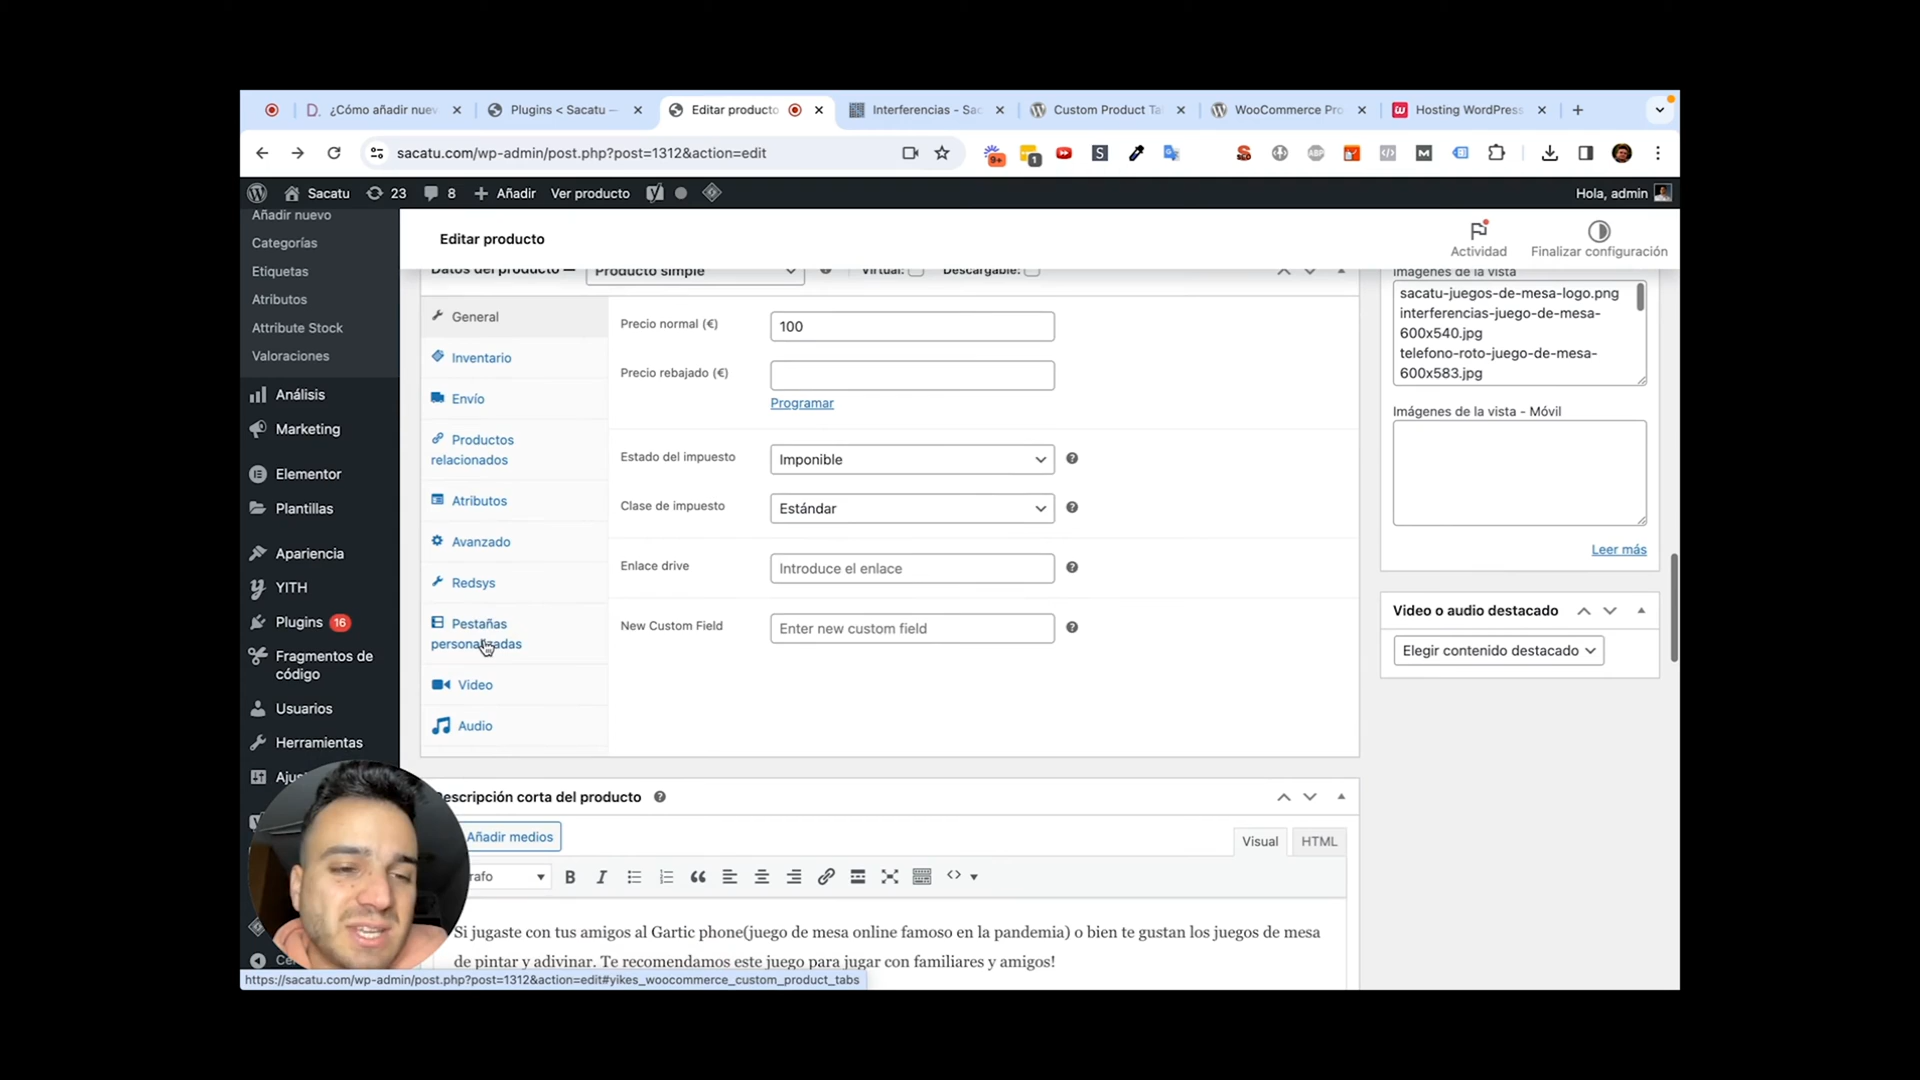 ¿Cómo añadir nuev
Plugins < Sacatu —
Editar producto
Interferencias - Sac
Custom Product Ta
WooCommerce Pro
Hosting WordPress
sacatu.com/wp-admin/post.php?post=1312&action=edit
9+
1
Sacatu
23
8
Añadir
Ver producto
Hola, admin
Añadir nuevo
Categorías
Etiquetas
Atributos
Attribute Stock
Valoraciones
Análisis
Marketing
Elementor
Plantillas
Apariencia
YITH
Plugins 16
Fragmentos de
código
Usuarios
Herramientas
Editar producto
Actividad
Finalizar configuración
Datos del producto —
Producto simple
Virtual:
Descargable:
General
Inventario
Envío
Productos
relacionados
Atributos
Avanzado
Redsys
Pestañas
personalizadas
Video
Audio
Precio normal (€)
100
Precio rebajado (€)
Programar
Estado del impuesto
Imponible
Clase de impuesto
Estándar
Enlace drive
Introduce el enlace
New Custom Field
Enter new custom field
Imágenes de la vista
sacatu-juegos-de-mesa-logo.png
interferencias-juego-de-mesa-
600x540.jpg
telefono-roto-juego-de-mesa-
600x583.jpg
Imágenes de la vista - Móvil
Leer más
Video o audio destacado
Elegir contenido destacado
Descripción corta del producto
Añadir medios
Visual
HTML
Si jugaste con tus amigos al Gartic phone(juego de mesa online famoso en la pandemia) o bien te gustan los juegos de mesa
de pintar y adivinar. Te recomendamos este juego para jugar con familiares y amigos!
https://sacatu.com/wp-admin/post.php?post=1312&action=edit#yikes_woocommerce_custom_product_tabs